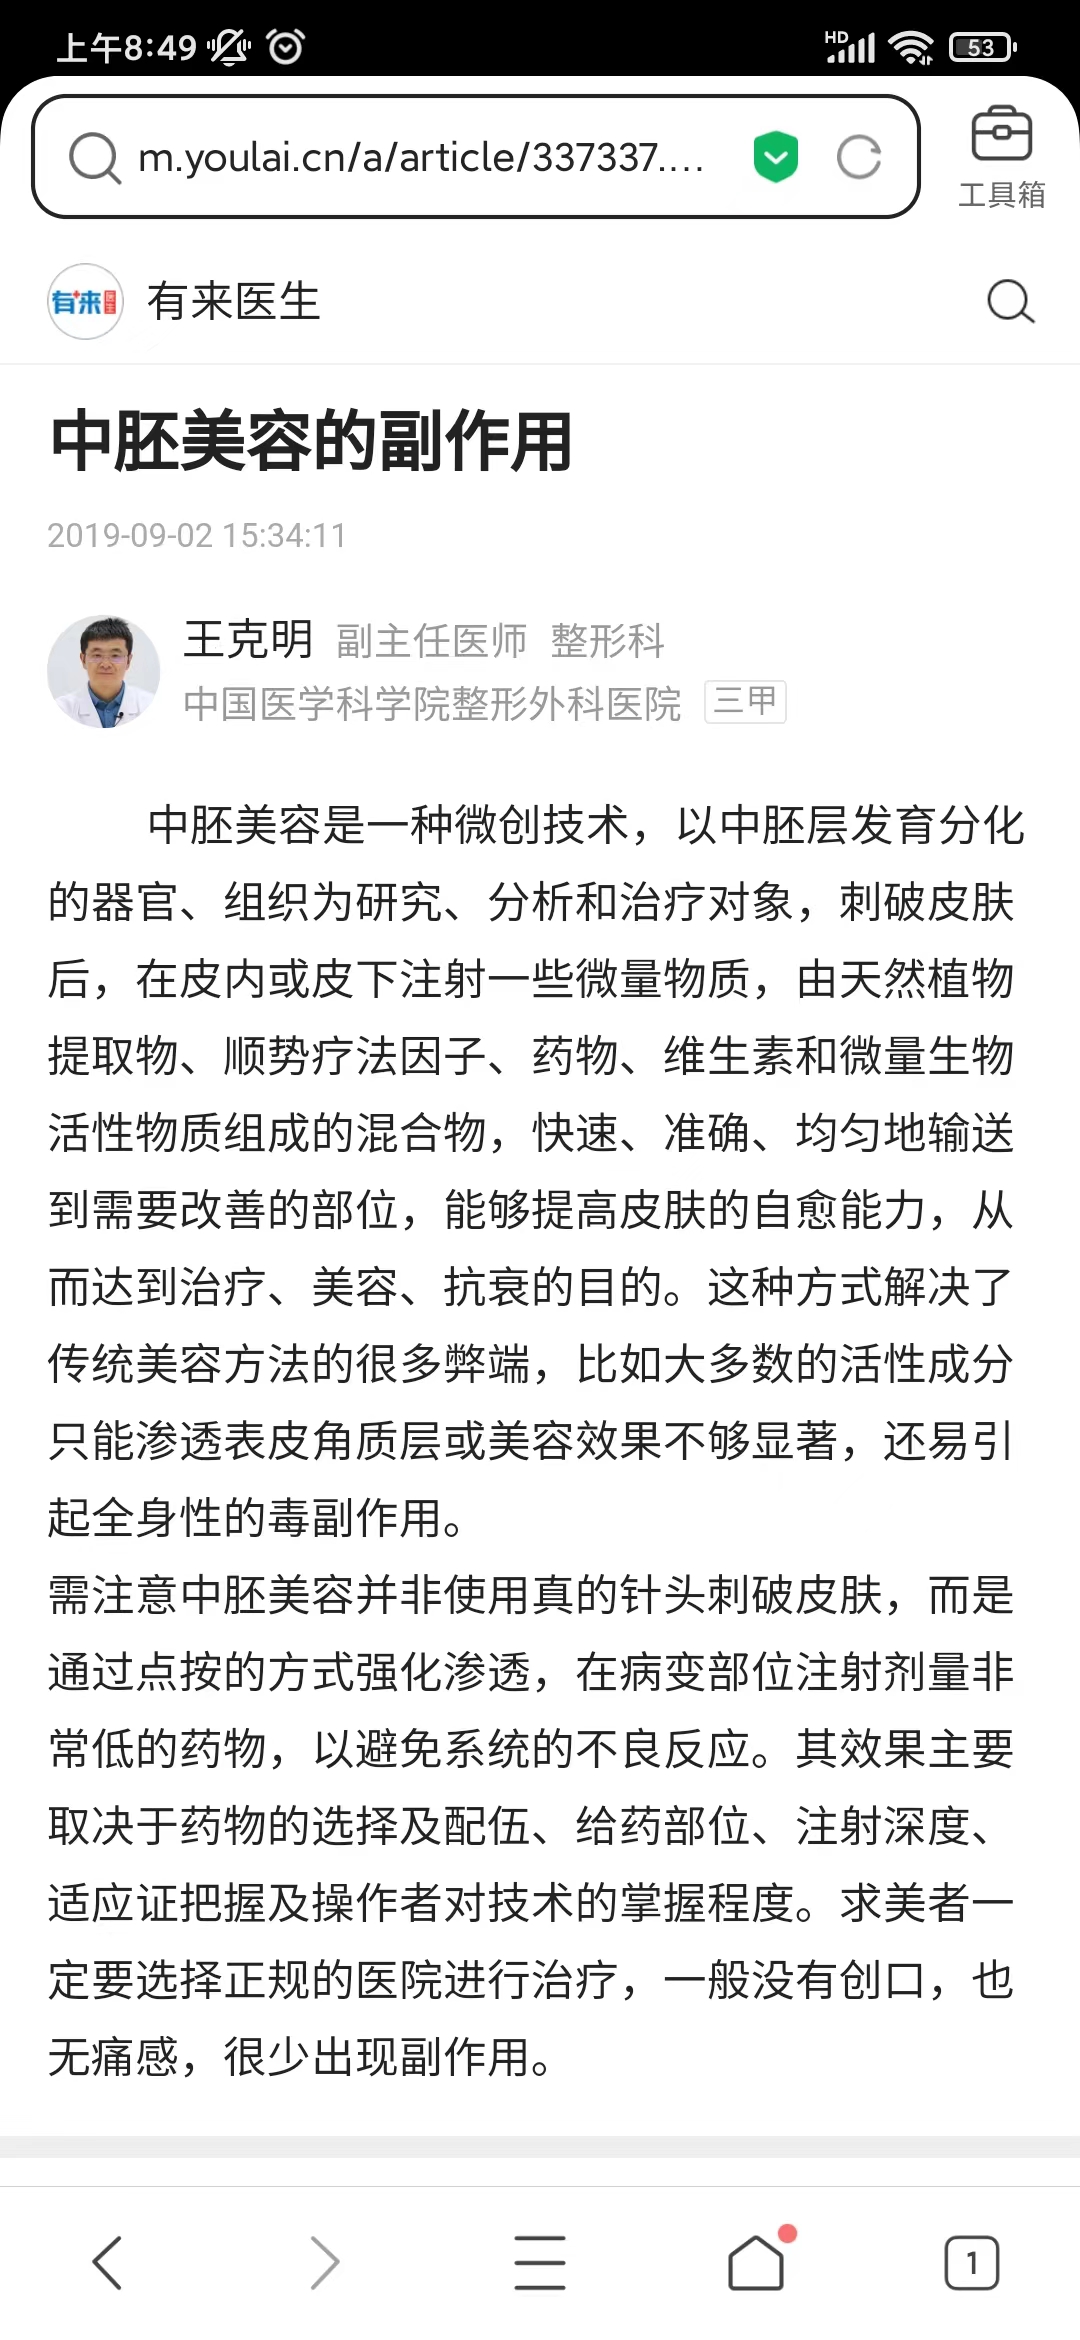 上午8:49
HD
53
m.youlai.cn/a/article/337337....
工具箱
有来医生
有来医生
中胚美容的副作用
2019-09-02 15:34:11
王克明 副主任医师 整形科
中国医学科学院整形外科医院 三甲
中胚美容是一种微创技术，以中胚层发育分化
的器官、组织为研究、分析和治疗对象，刺破皮肤
后，在皮内或皮下注射一些微量物质，由天然植物
提取物、顺势疗法因子、药物、维生素和微量生物
活性物质组成的混合物，快速、准确、均匀地输送
到需要改善的部位，能够提高皮肤的自愈能力，从
而达到治疗、美容、抗衰的目的。这种方式解决了
传统美容方法的很多弊端，比如大多数的活性成分
只能渗透表皮角质层或美容效果不够显著，还易引
起全身性的毒副作用。
需注意中胚美容并非使用真的针头刺破皮肤，而是
通过点按的方式强化渗透，在病变部位注射剂量非
常低的药物，以避免系统的不良反应。其效果主要
取决于药物的选择及配伍、给药部位、注射深度、
适应证把握及操作者对技术的掌握程度。求美者一
定要选择正规的医院进行治疗，一般没有创口，也
无痛感，很少出现副作用。
1